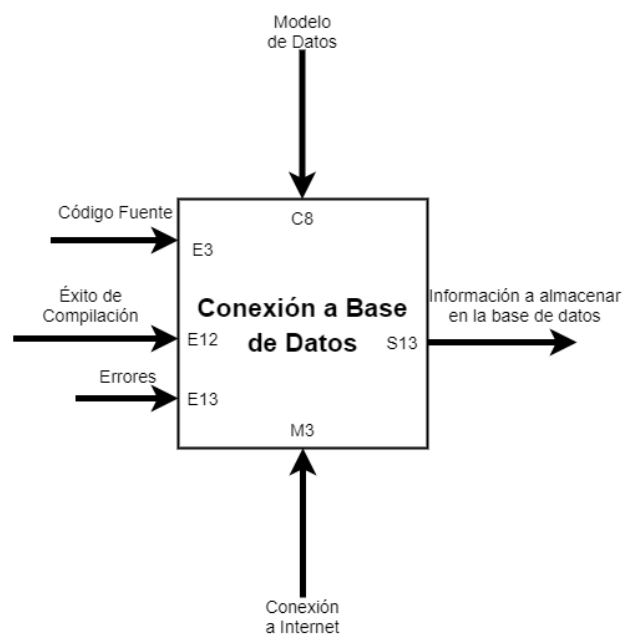 Modelo
de Datos
C8
Código Fuente
E3
Éxito de
Compilación
E12
Errores
E13
Conexión a Base
de Datos
S13
Información a almacenar
en la base de datos
M3
Conexión
a Internet